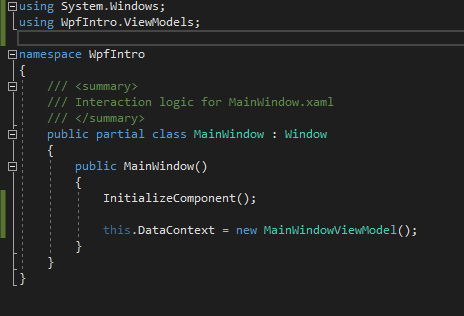 using System.Windows;
using WpfIntro.ViewModels;
namespace WpfIntro
{
/// <summary>
/// Interaction logic for MainWindow.xaml
/// </summary>
public partial class MainWindow : Window
{
public MainWindow()
{
InitializeComponent();
this.DataContext = new MainWindowViewModel();
}
}
}